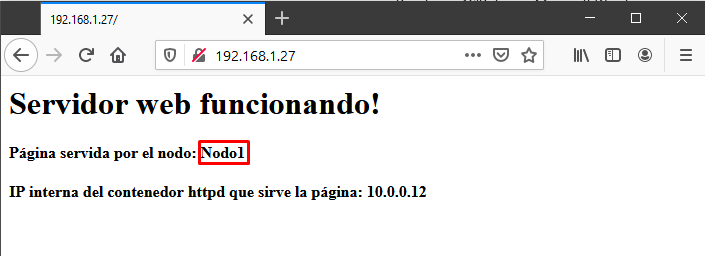 192.168.1.27/
192.168.1.27
Servidor web funcionando!
Página servida por el nodo: Nodo1
IP interna del contenedor httpd que sirve la página: 10.0.0.12